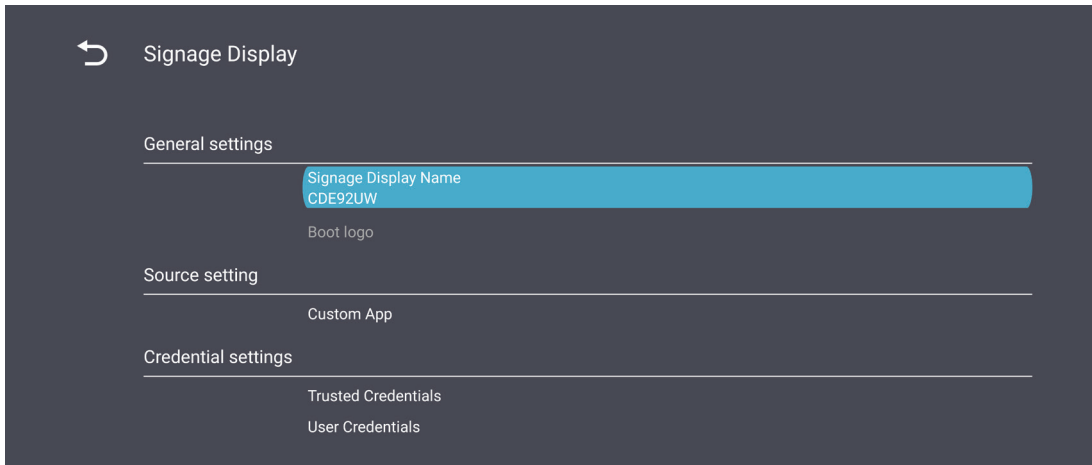 Signage Display
General settings
Signage Display Name
CDE92UW
Boot logo
Source setting
Custom App
Credential settings
Trusted Credentials
User Credentials